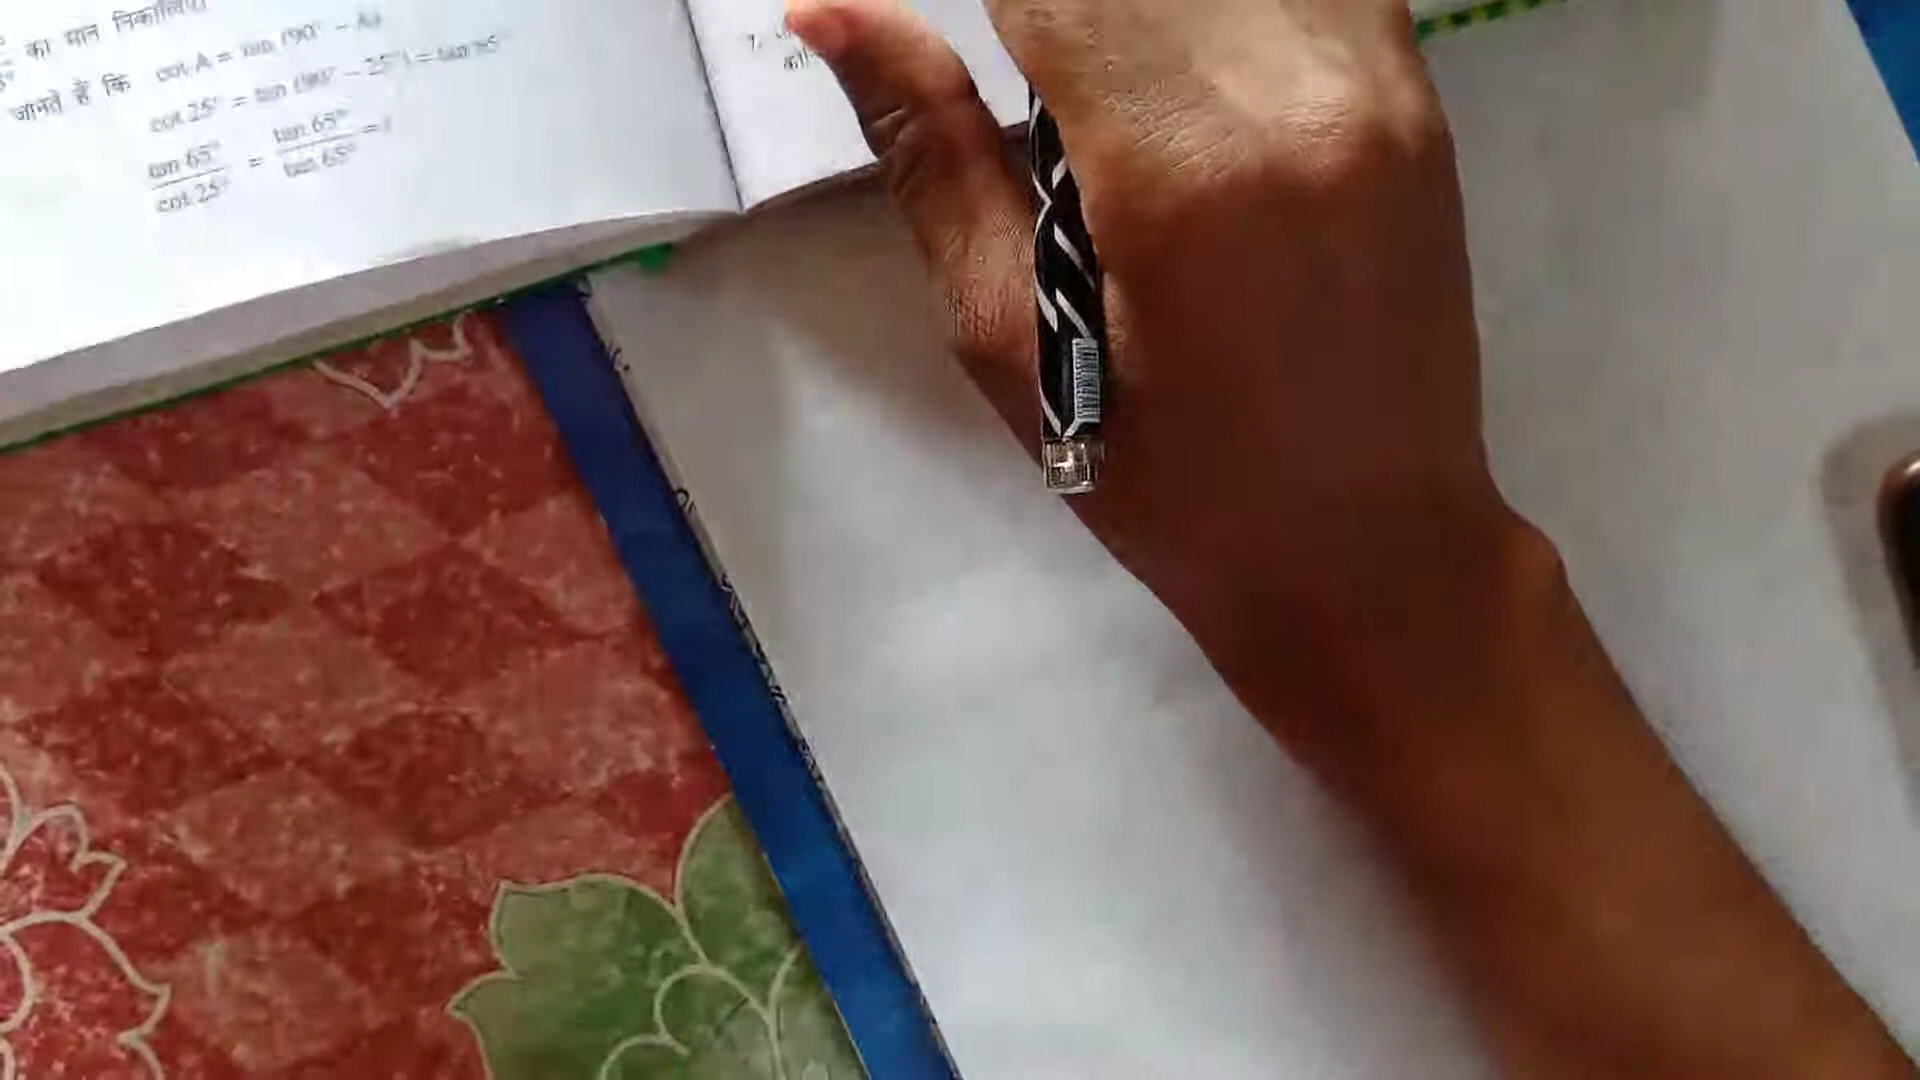 का मान निकालिए।
जानते हैं कि cot A = tan (90° − A)
cot 25° = tan (90° − 25°) = tan 65°
tan 65° / cot 25° = tan 65° / tan 65° = 1
7.